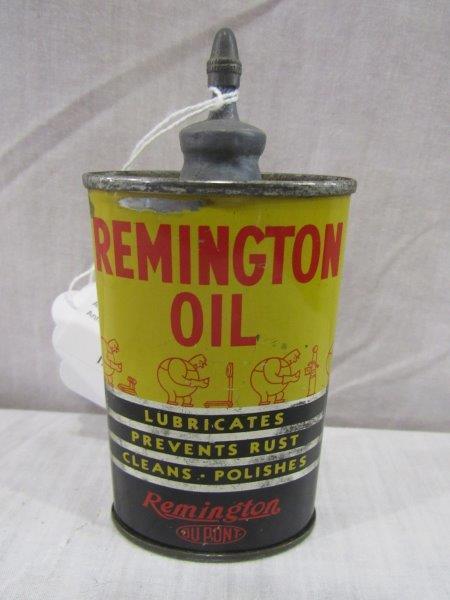 REMINGTON
OIL
LUBRICATES
PREVENTS RUST
CLEANS - POLISHES
Remington
DU PONT